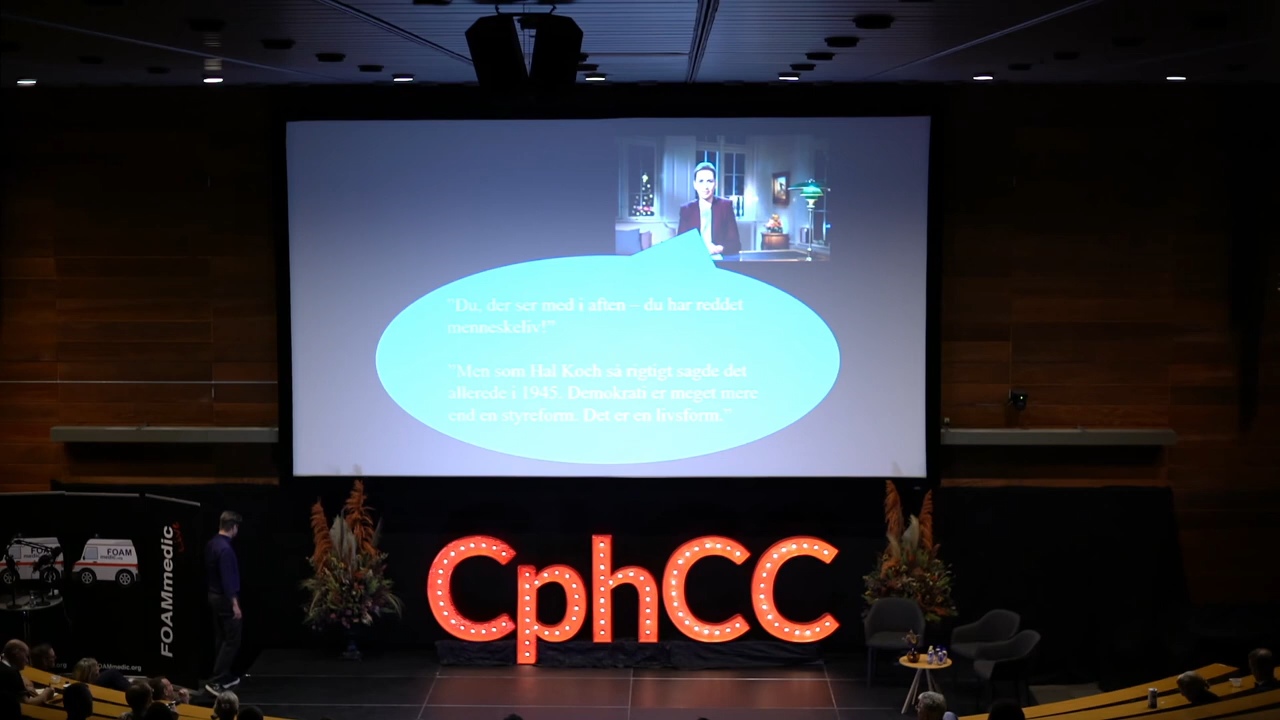 "Du, der ser med i aften – du har reddet
menneskeliv!"
"Men som Hal Koch så rigtigt sagde det
allerede i 1945. Demokrati er meget mere
end en styreform. Det er en livsform."
CphCC
FOAMmedic
FOAM
FOAM